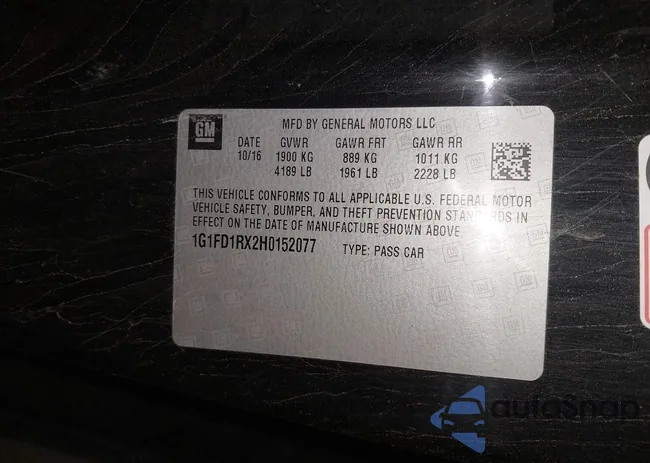 GM
MFD BY GENERAL MOTORS LLC
DATE GVWR GAWR FRT GAWR RR
10/16 1900 KG 889 KG 1011 KG
4189 LB 1961 LB 2228 LB
THIS VEHICLE CONFORMS TO ALL APPLICABLE U.S. FEDERAL MOTOR
VEHICLE SAFETY, BUMPER, AND THEFT PREVENTION STANDARDS IN
EFFECT ON THE DATE OF MANUFACTURE SHOWN ABOVE
1G1FD1RX2H0152077 TYPE: PASS CAR
autoSnap